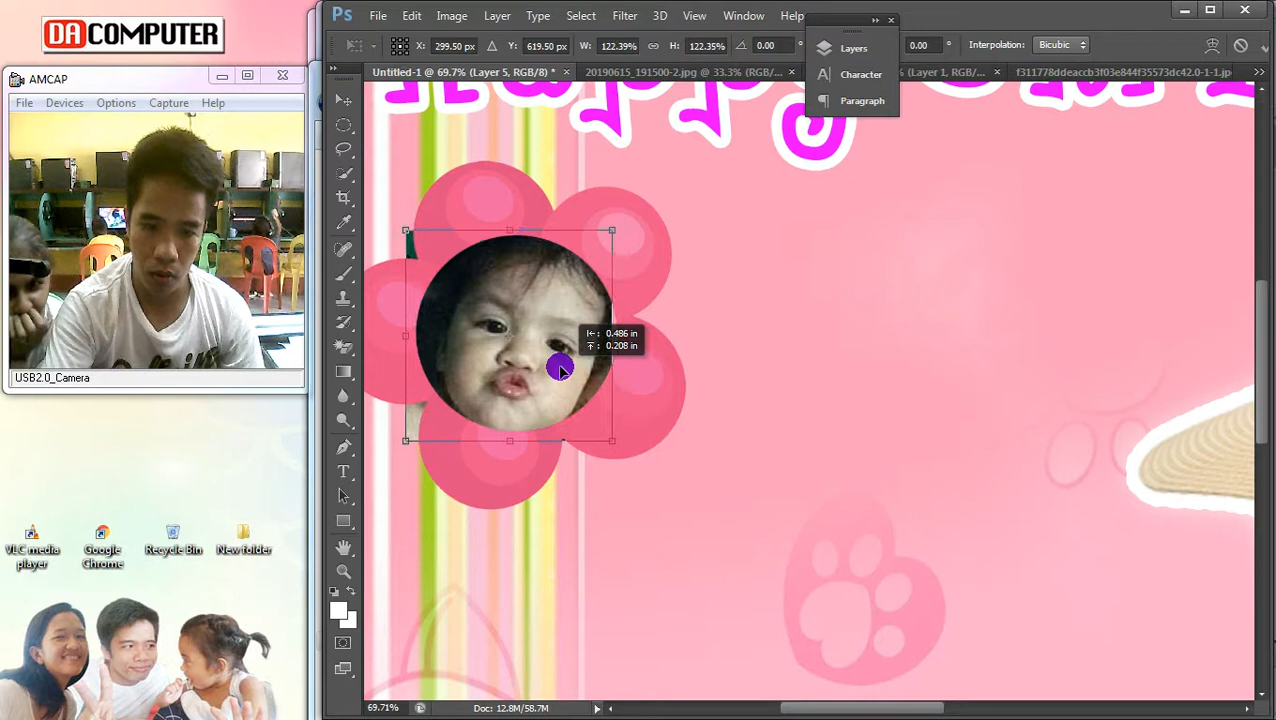 DACOMPUTER
AMCAP
File Devices Options Capture Help
USB2.0_Camera
VLC media player
Google Chrome
Recycle Bin
New folder
Ps File Edit Image Layer Type Select Filter 3D View Window Help
X: 299.50 px Y: 619.50 px W: 122.39% H: 122.35% 0.00 ° 0.00 ° Interpolation: Bicubic
Untitled-1 @ 69.7% (Layer 5, RGB/8) * × 20190615_191500-2.jpg @ 33.3% (RGB/... × % (Layer 1, RGB/... × f311778ddeaccb3f03e844f35573dc42.0-1-1.jp
Layers
Character
Paragraph
Happy
0.486 in
0.208 in
69.71% Doc: 12.8M/58.7M